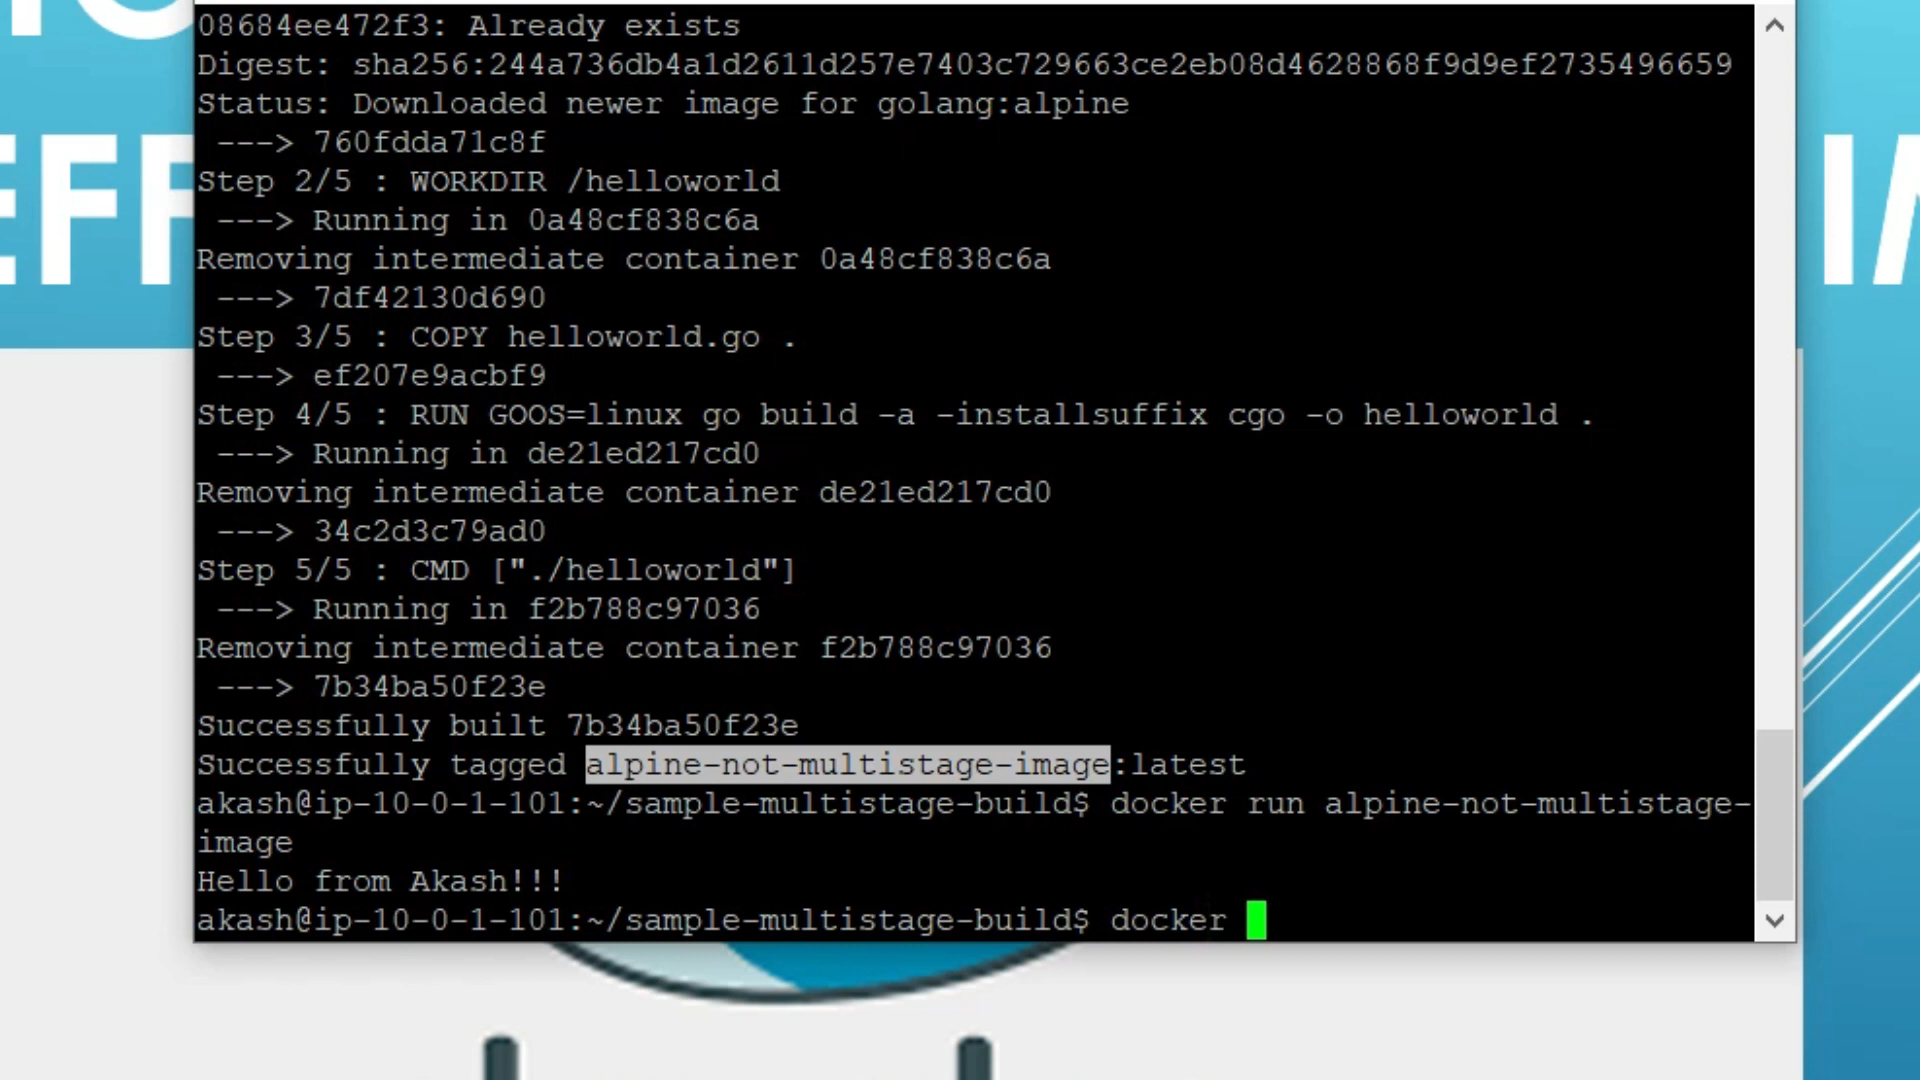 08684ee472f3: Already exists
Digest: sha256:244a736db4a1d2611d257e7403c729663ce2eb08d4628868f9d9ef2735496659
Status: Downloaded newer image for golang:alpine
---> 760fdda71c8f
Step 2/5 : WORKDIR /helloworld
---> Running in 0a48cf838c6a
Removing intermediate container 0a48cf838c6a
---> 7df42130d690
Step 3/5 : COPY helloworld.go .
---> ef207e9acbf9
Step 4/5 : RUN GOOS=linux go build -a -installsuffix cgo -o helloworld .
---> Running in de21ed217cd0
Removing intermediate container de21ed217cd0
---> 34c2d3c79ad0
Step 5/5 : CMD ["./helloworld"]
---> Running in f2b788c97036
Removing intermediate container f2b788c97036
---> 7b34ba50f23e
Successfully built 7b34ba50f23e
Successfully tagged alpine-not-multistage-image:latest
akash@ip-10-0-1-101:~/sample-multistage-build$ docker run alpine-not-multistage-
image
Hello from Akash!!!
akash@ip-10-0-1-101:~/sample-multistage-build$ docker